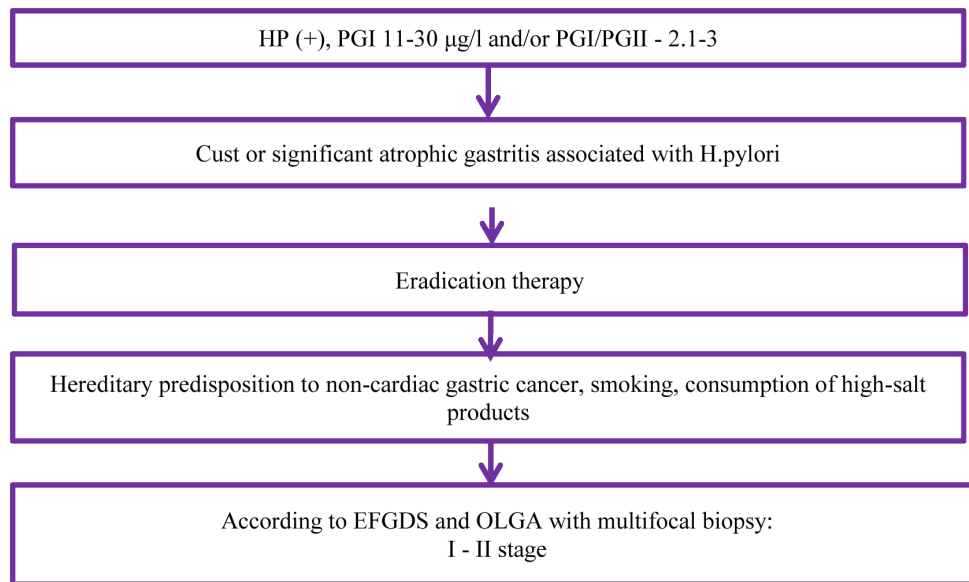 HP (+), PGI 11-30 μg/l and/or PGI/PGII - 2.1-3
Cust or significant atrophic gastritis associated with H.pylori
Eradication therapy
Hereditary predisposition to non-cardiac gastric cancer, smoking, consumption of high-salt
products
According to EFGDS and OLGA with multifocal biopsy:
I - II stage